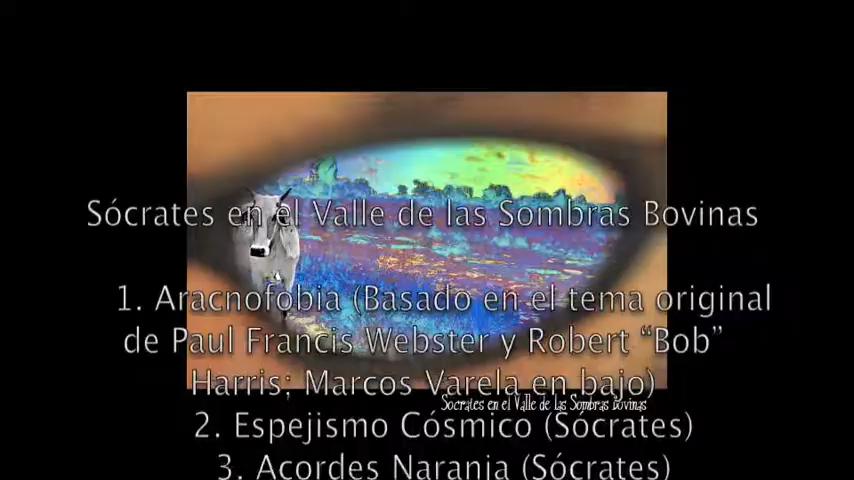 Sócrates en el Valle de las Sombras Bovinas
1. Aracnofobia (Basado en el tema original
de Paul Francis Webster y Robert “Bob”
Harris; Marcos Varela en bajo)
Socrates en el Valle de las Sombras Bovinas
2. Espejismo Cósmico (Sócrates)
3. Acordes Naranja (Sócrates)